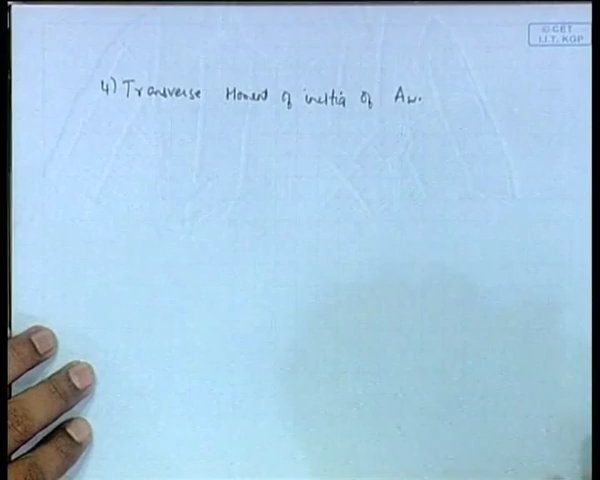 © CET
I.I.T. KGP
4) Transverse Moment of inertia of Aw.